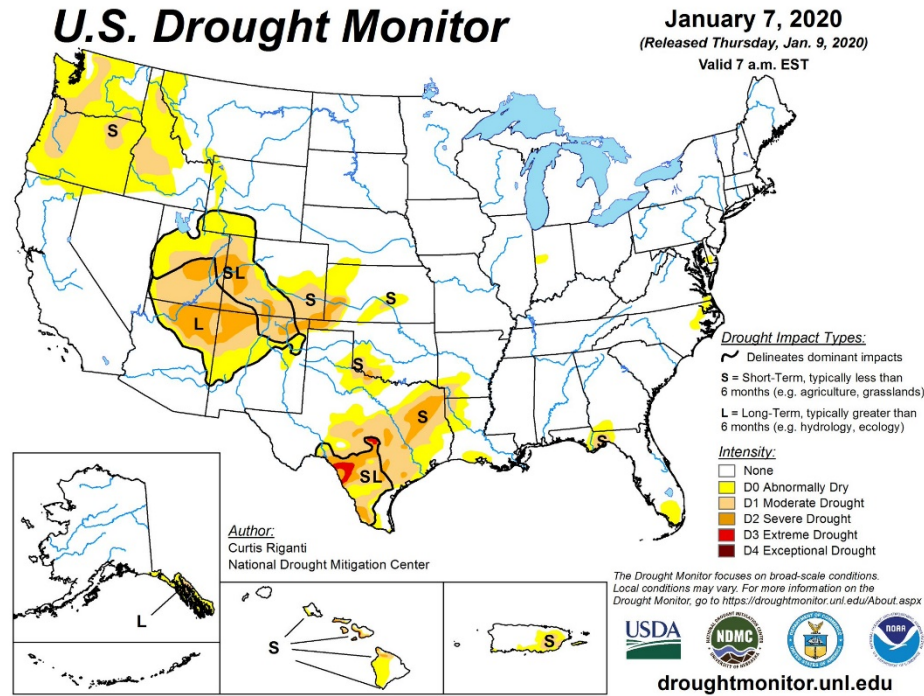 U.S. Drought Monitor
January 7, 2020
(Released Thursday, Jan. 9, 2020)
Valid 7 a.m. EST
S
SL
S
S
L
S
S
SL
S
Drought Impact Types:
Delineates dominant impacts
S = Short-Term, typically less than
6 months (e.g. agriculture, grasslands)
L = Long-Term, typically greater than
6 months (e.g. hydrology, ecology)
Intensity:
None
D0 Abnormally Dry
D1 Moderate Drought
D2 Severe Drought
D3 Extreme Drought
D4 Exceptional Drought
Author:
Curtis Riganti
National Drought Mitigation Center
L
S
S
The Drought Monitor focuses on broad-scale conditions.
Local conditions may vary. For more information on the
Drought Monitor, go to https://droughtmonitor.unl.edu/About.aspx
USDA
NDMC
NOAA
droughtmonitor.unl.edu